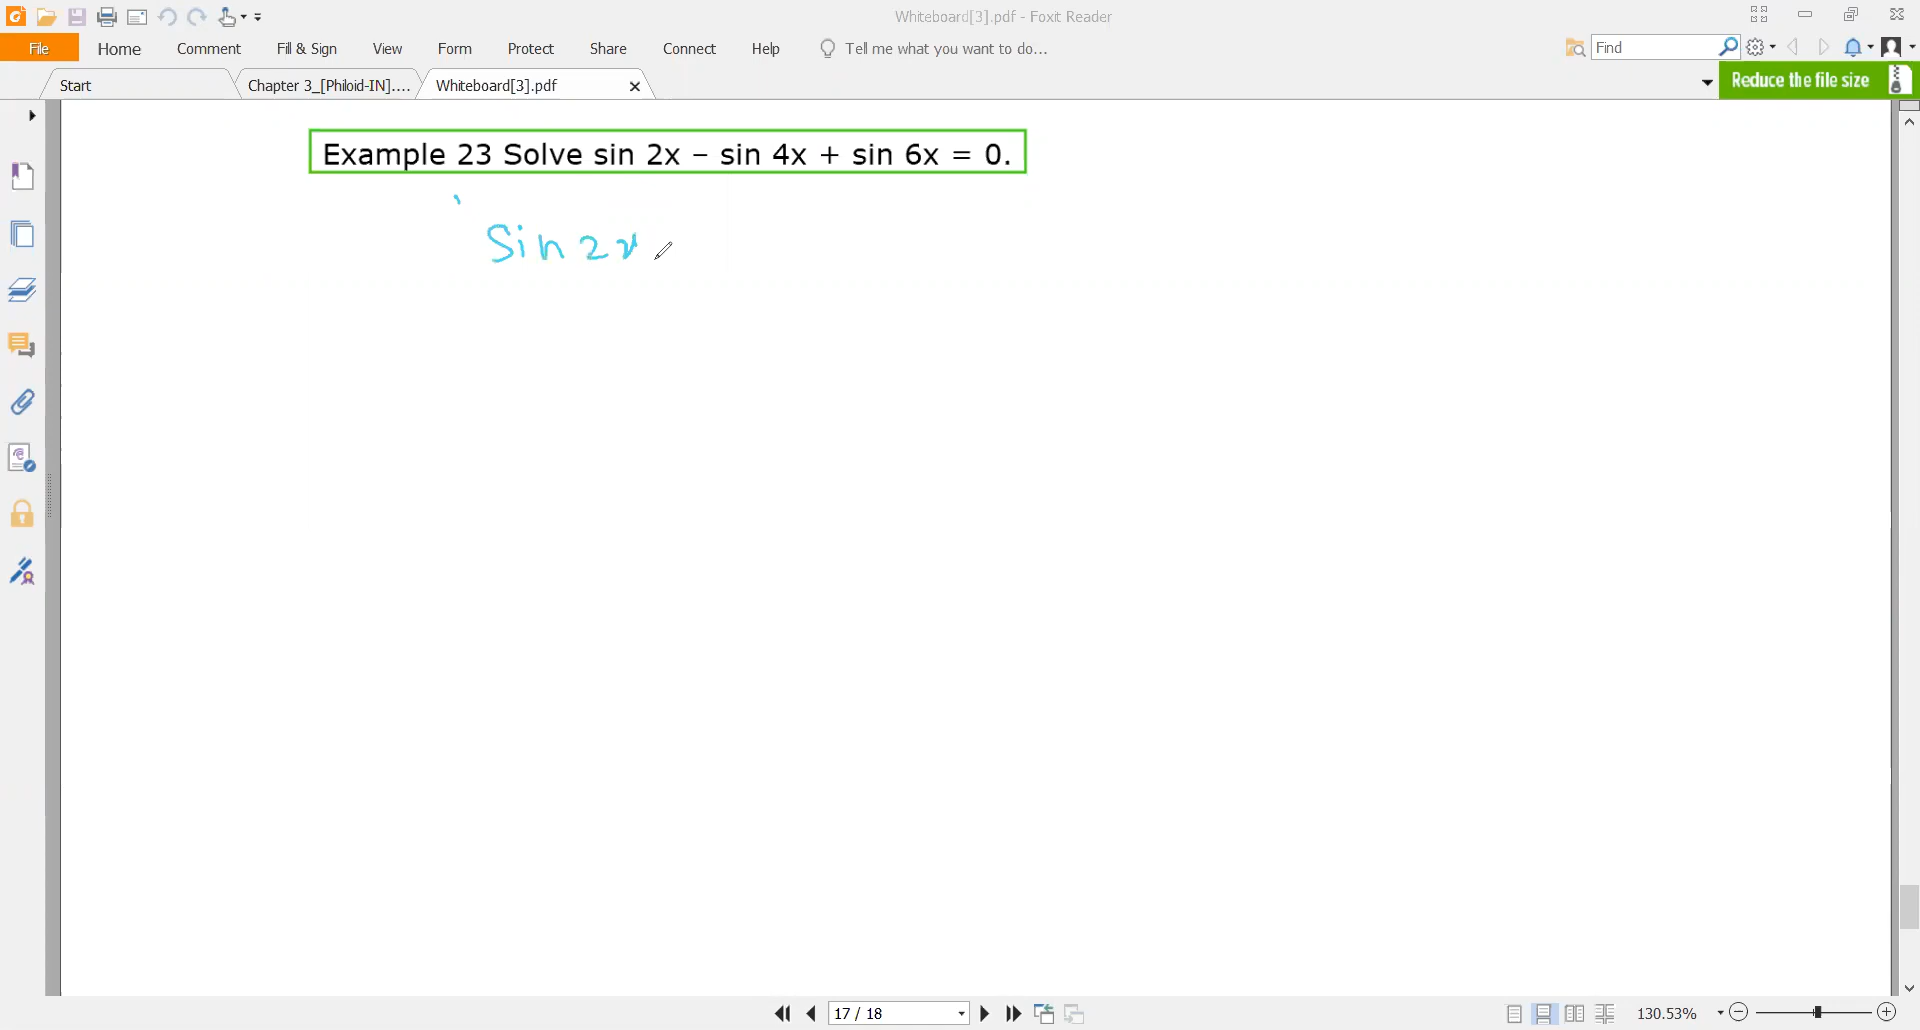 Whiteboard[3].pdf - Foxit Reader
File Home Comment Fill & Sign View Form Protect Share Connect Help Tell me what you want to do... Find
Start Chapter 3_[Philoid-IN].... Whiteboard[3].pdf Reduce the file size
Example 23 Solve sin 2x – sin 4x + sin 6x = 0.
Sin 2x
17 / 18 130.53%